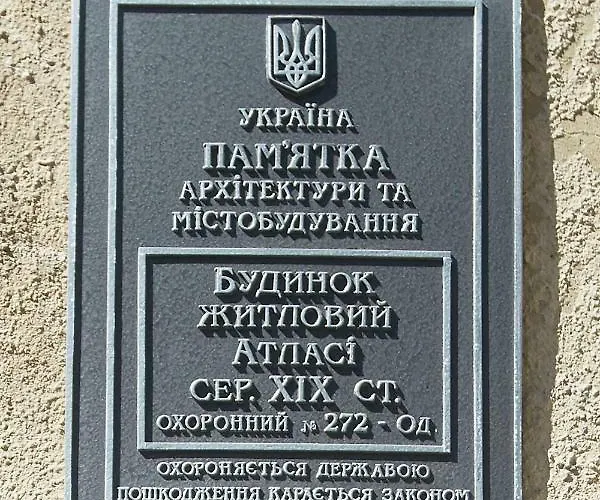 УКРАЇНА
ПАМ'ЯТКА
АРХІТЕКТУРИ ТА
МІСТОБУДУВАННЯ
БУДИНОК
ЖИТЛОВИЙ
АТЛАСІ
СЕР. XIX СТ.
ОХОРОННИЙ № 272 - ОД.
ОХОРОНЯЄТЬСЯ ДЕРЖАВОЮ
ПОШКОДЖЕННЯ КАРАЄТЬСЯ ЗАКОНОМ